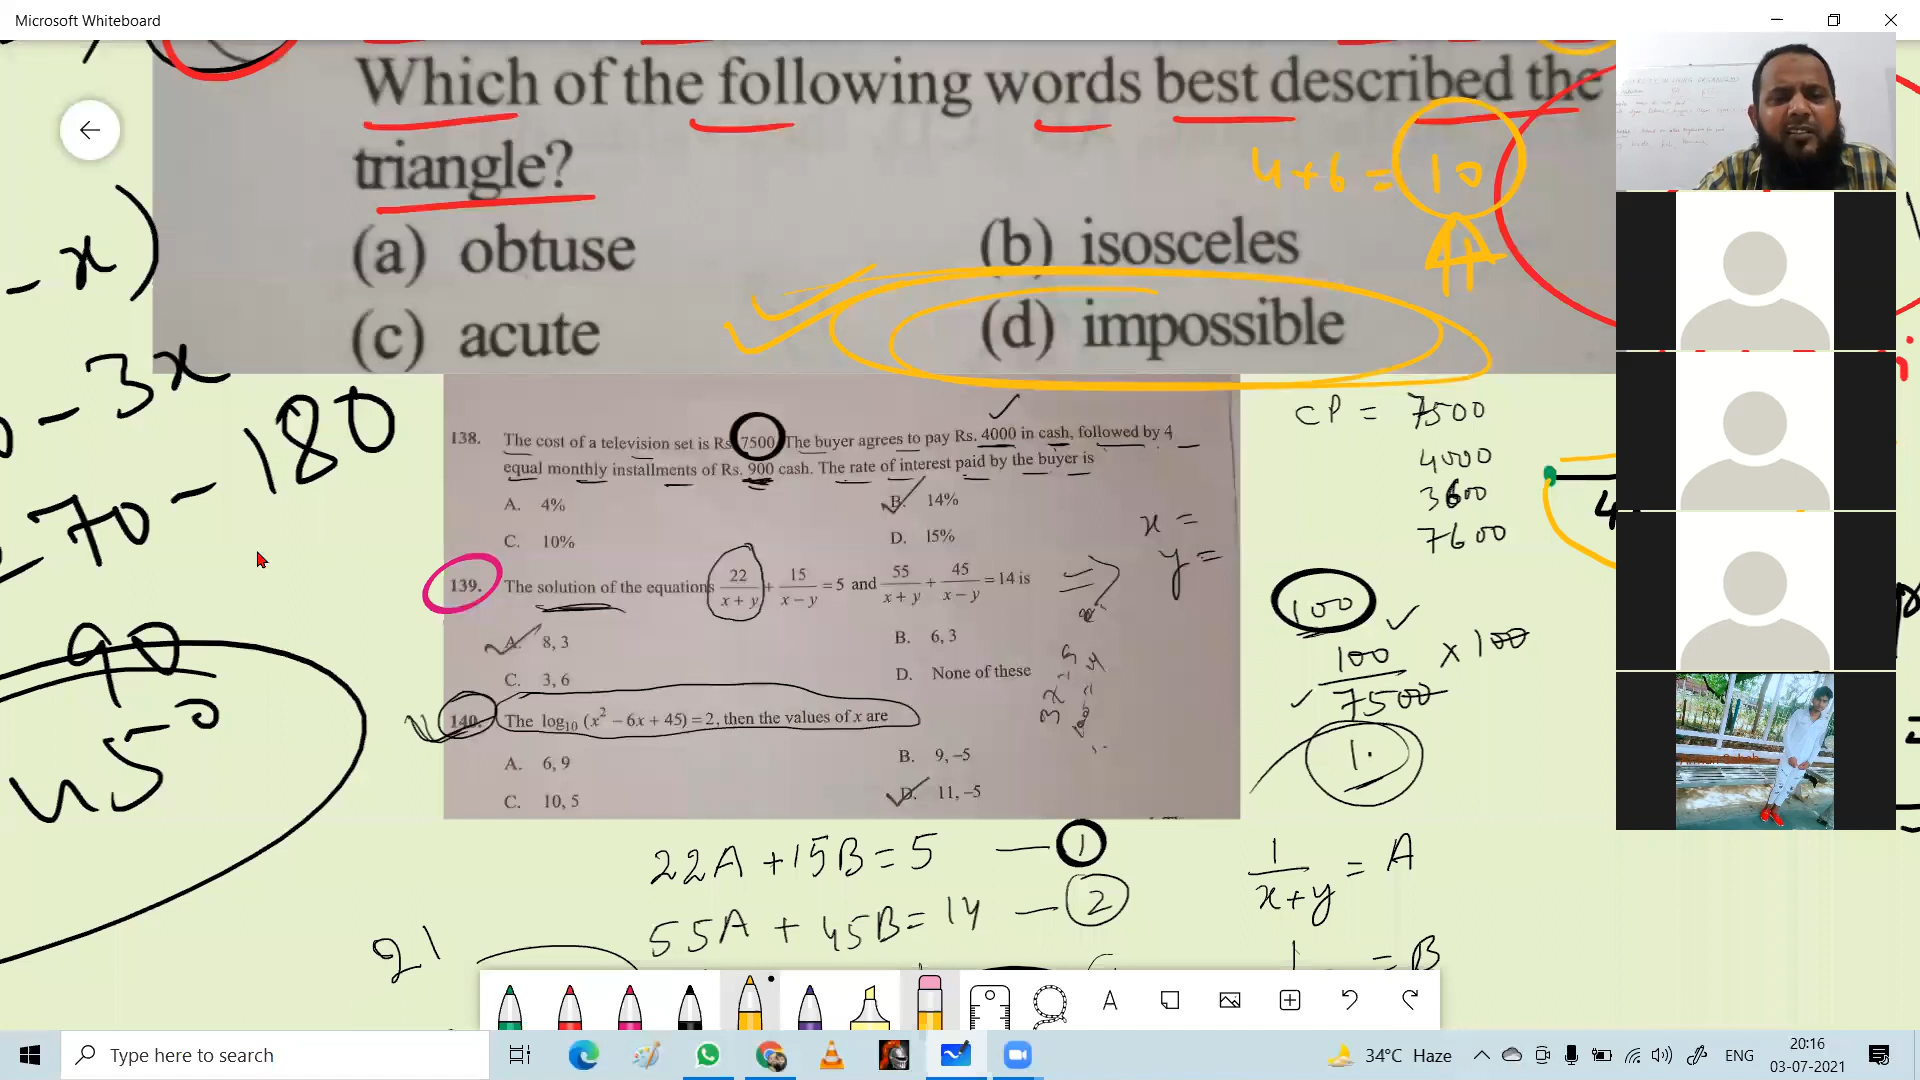 Microsoft Whiteboard
Which of the following words best described the
triangle?
4+6=10
(a) obtuse
(b) isosceles
(c) acute
(d) impossible
- x)
- 3x
- 180
- 70
90
45°
138. The cost of a television set is Rs. 7500. The buyer agrees to pay Rs. 4000 in cash, followed by 4
equal monthly installments of Rs. 900 cash. The rate of interest paid by the buyer is
A. 4%
B. 14%
C. 10%
D. 15%
139. The solution of the equations 22/(x + y) + 15/(x − y) = 5 and 55/(x + y) + 45/(x − y) = 14 is
A. 8, 3
B. 6, 3
C. 3, 6
D. None of these
140. The log₁₀ (x² − 6x + 45) = 2, then the values of x are
A. 6, 9
B. 9, −5
C. 10, 5
D. 11, −5
x =
y =
CP = 7500
4000
3600
7600
100
100/7500 × 100
1.
22A + 15B = 5 — 1
55A + 45B = 14 — 2
1/(x+y) = A
= B
21
Type here to search
34°C Haze
ENG
20:16
03-07-2021